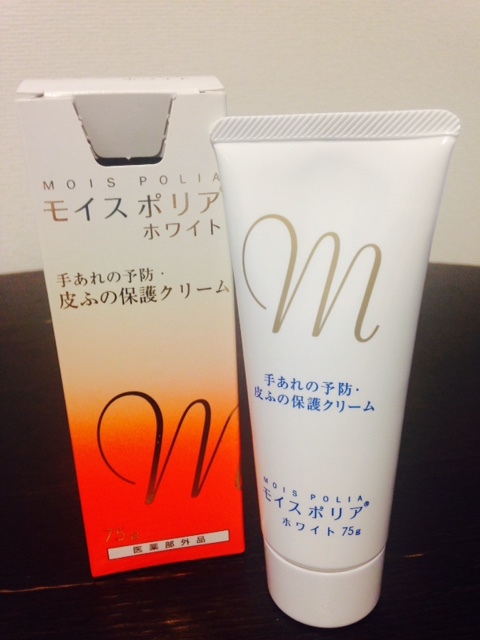 MOIS POLIA
モイスポリア
ホワイト
手あれの予防・
皮ふの保護クリーム
m
75g
医薬部外品
m
手あれの予防・
皮ふの保護クリーム
MOIS POLIA
モイスポリア®
ホワイト 75g